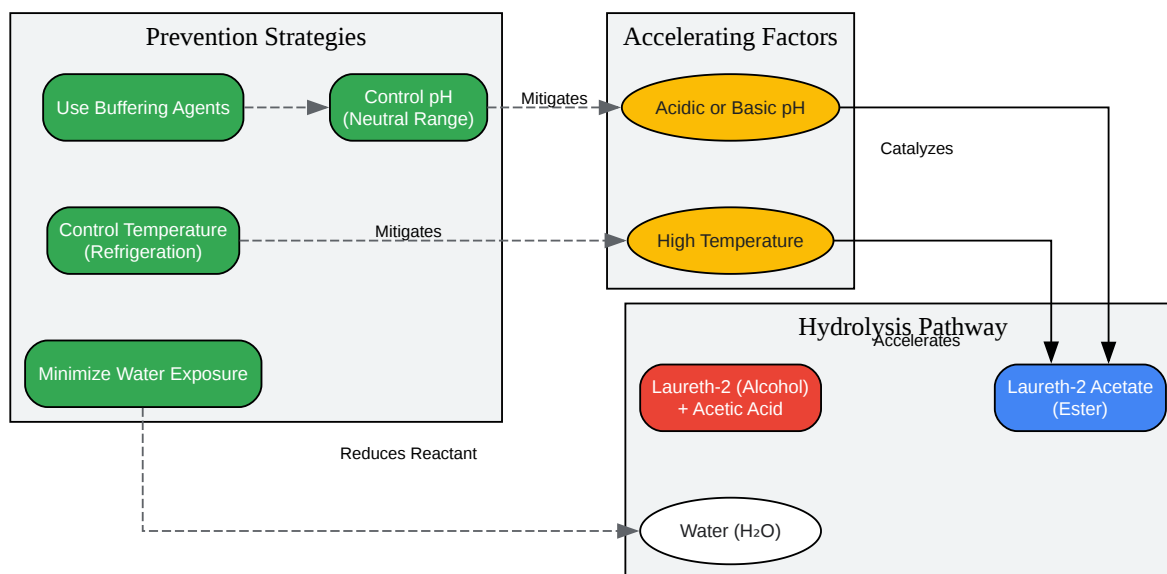 Prevention Strategies
Use Buffering Agents
Control pH
(Neutral Range)
Mitigates
Control Temperature
(Refrigeration)
Mitigates
Minimize Water Exposure
Reduces Reactant
Accelerating Factors
Acidic or Basic pH
Catalyzes
High Temperature
Hydrolysis Pathway
Accelerates
Laureth-2 (Alcohol)
+ Acetic Acid
Laureth-2 Acetate
(Ester)
Water (H₂O)